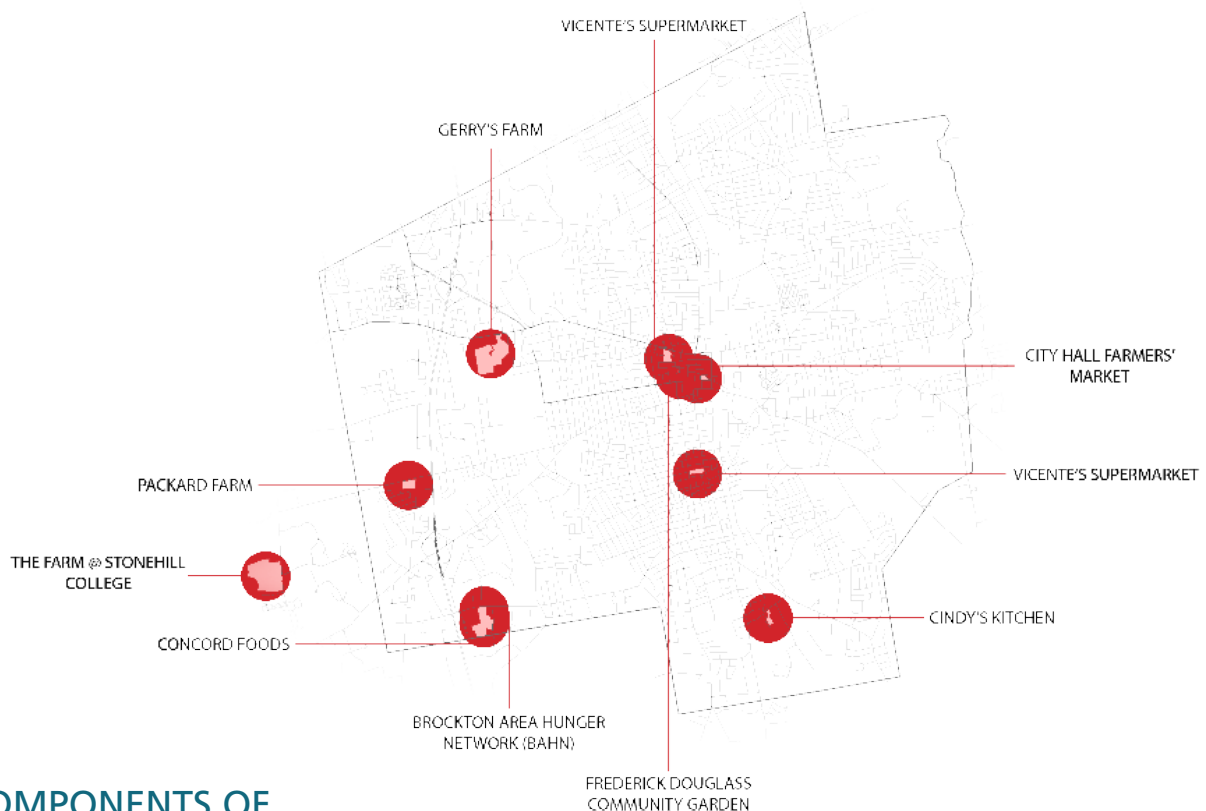 VICENTE'S SUPERMARKET
GERRY'S FARM
CITY HALL FARMERS'
MARKET
PACKARD FARM
VICENTE'S SUPERMARKET
THE FARM @ STONEHILL
COLLEGE
CINDY'S KITCHEN
CONCORD FOODS
BROCKTON AREA HUNGER
NETWORK (BAHN)
FREDERICK DOUGLASS
COMMUNITY GARDEN
OMPONENTS OF